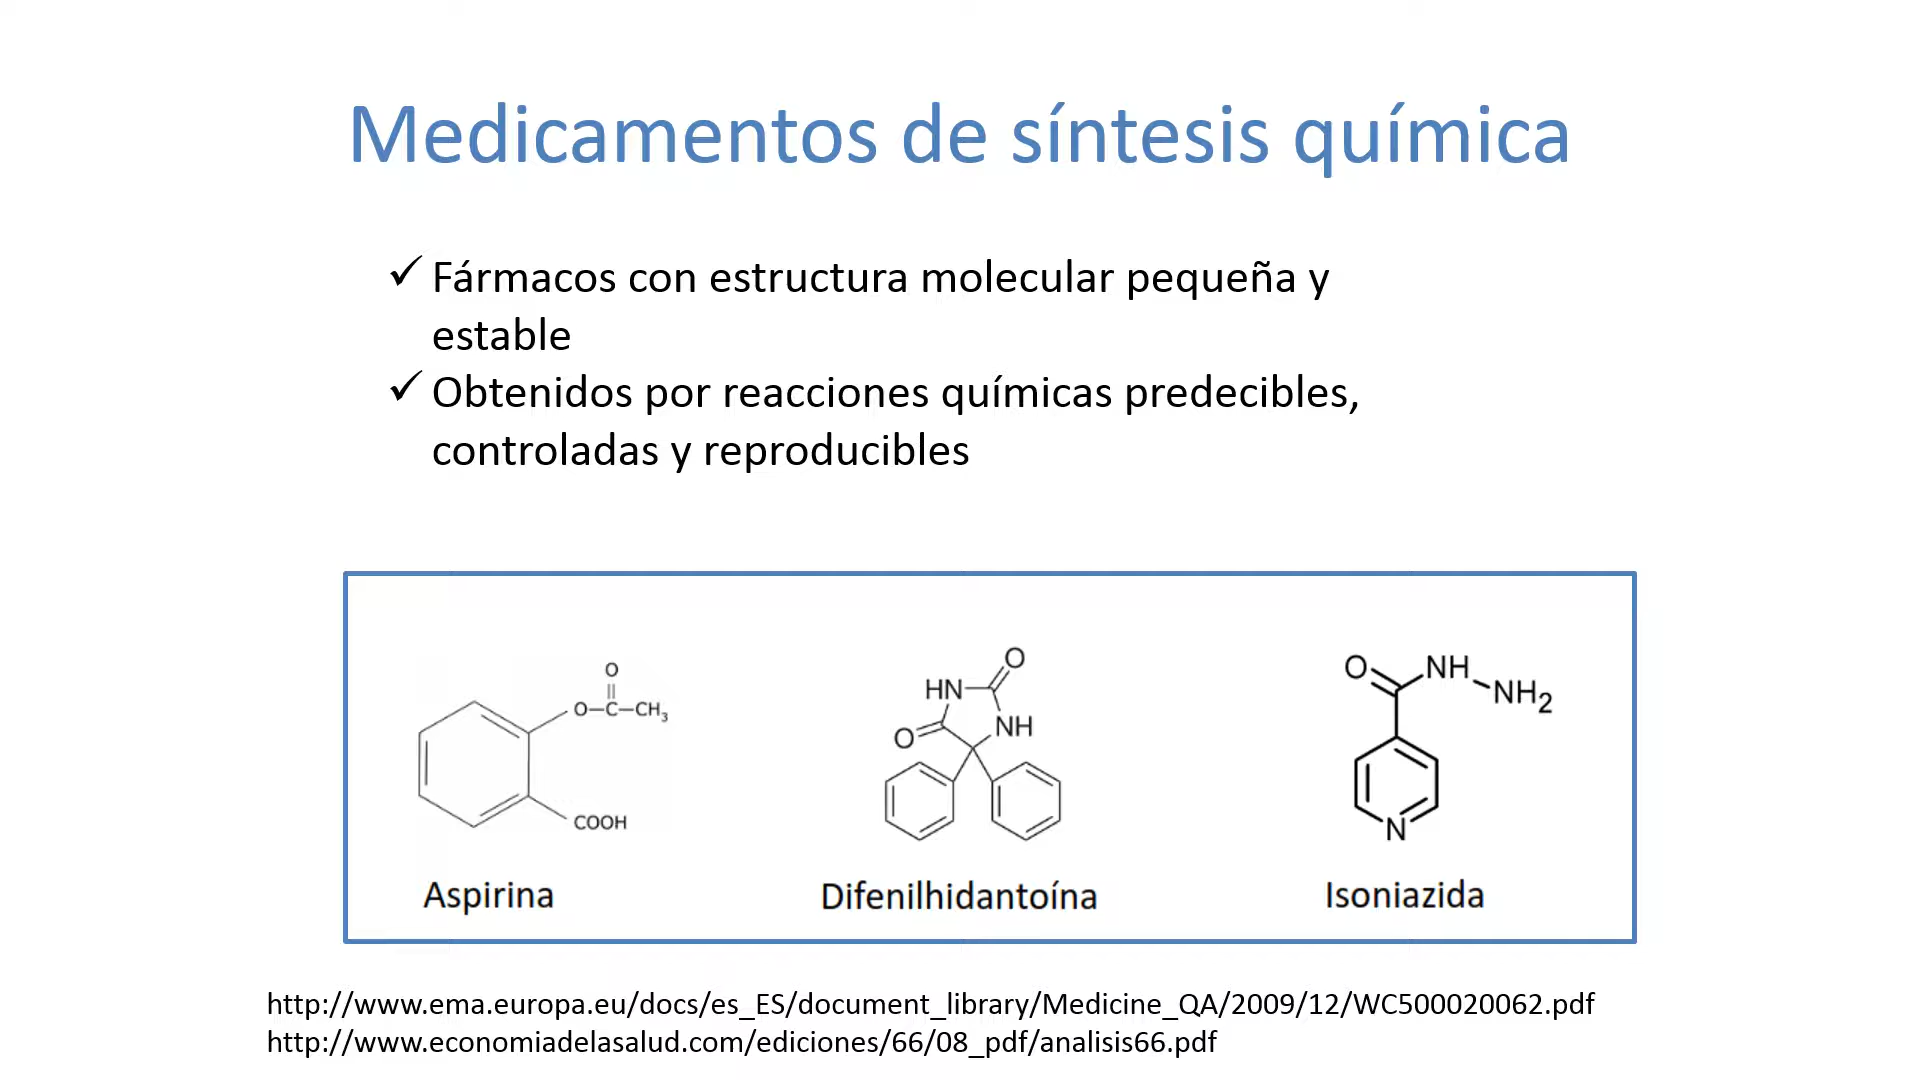 Medicamentos de síntesis química
✓ Fármacos con estructura molecular pequeña y
estable
✓ Obtenidos por reacciones químicas predecibles,
controladas y reproducibles
O
O–C–CH3
COOH
Aspirina
O
HN
NH
O
Difenilhidantoína
O
NH
NH2
N
Isoniazida
http://www.ema.europa.eu/docs/es_ES/document_library/Medicine_QA/2009/12/WC500020062.pdf
http://www.economiadelasalud.com/ediciones/66/08_pdf/analisis66.pdf